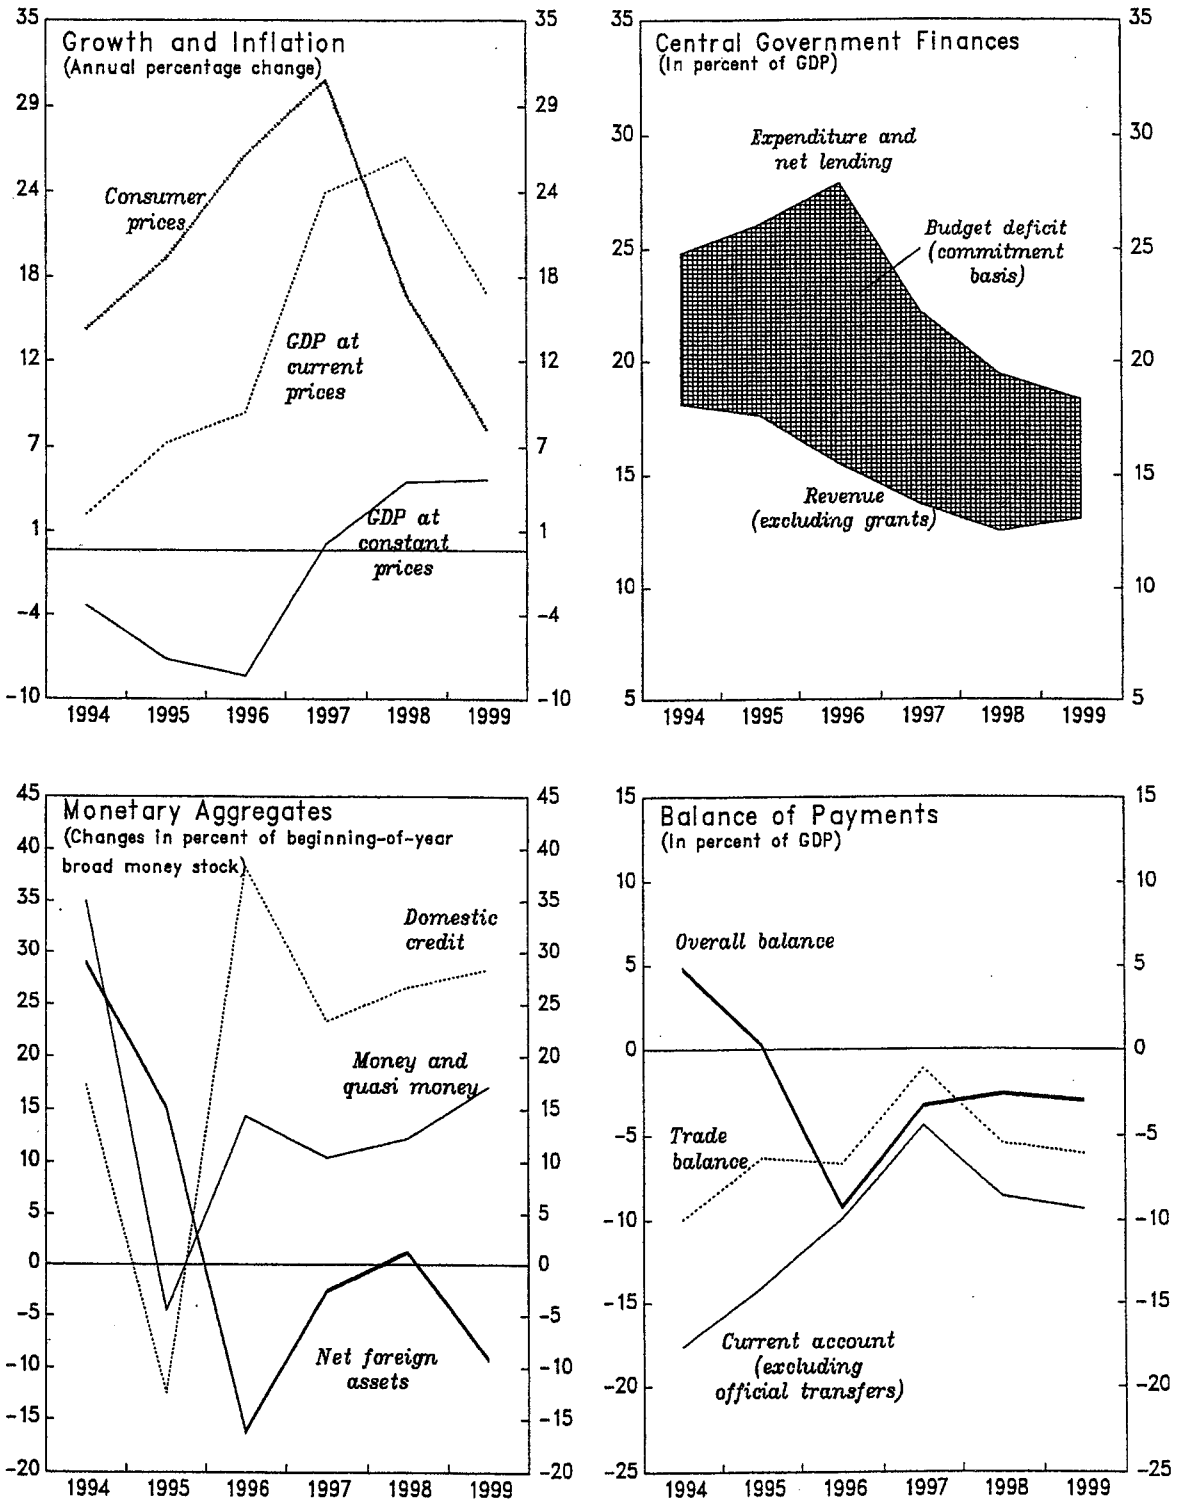 Growth and Inflation
(Annual percentage change)
35
29
24
18
12
7
1
-4
-10
35
29
24
18
12
7
1
-4
-10
Consumer
prices
GDP at
current
prices
GDP at
constant
prices
1994 1995 1996 1997 1998 1999
Central Government Finances
(In percent of GDP)
35
30
25
20
15
10
5
35
30
25
20
15
10
5
Expenditure and
net lending
Budget deficit
(commitment
basis)
Revenue
(excluding grants)
1994 1995 1996 1997 1998 1999
Monetary Aggregates
(Changes in percent of beginning-of-year
broad money stock)
45
40
35
30
25
20
15
10
5
0
-5
-10
-15
-20
45
40
35
30
25
20
15
10
5
0
-5
-10
-15
-20
Domestic
credit
Money and
quasi money
Net foreign
assets
1994 1995 1996 1997 1998 1999
Balance of Payments
(In percent of GDP)
15
10
5
0
-5
-10
-15
-20
-25
15
10
5
0
-5
-10
-15
-20
-25
Overall balance
Trade
balance
Current account
(excluding
official transfers)
1994 1995 1996 1997 1998 1999